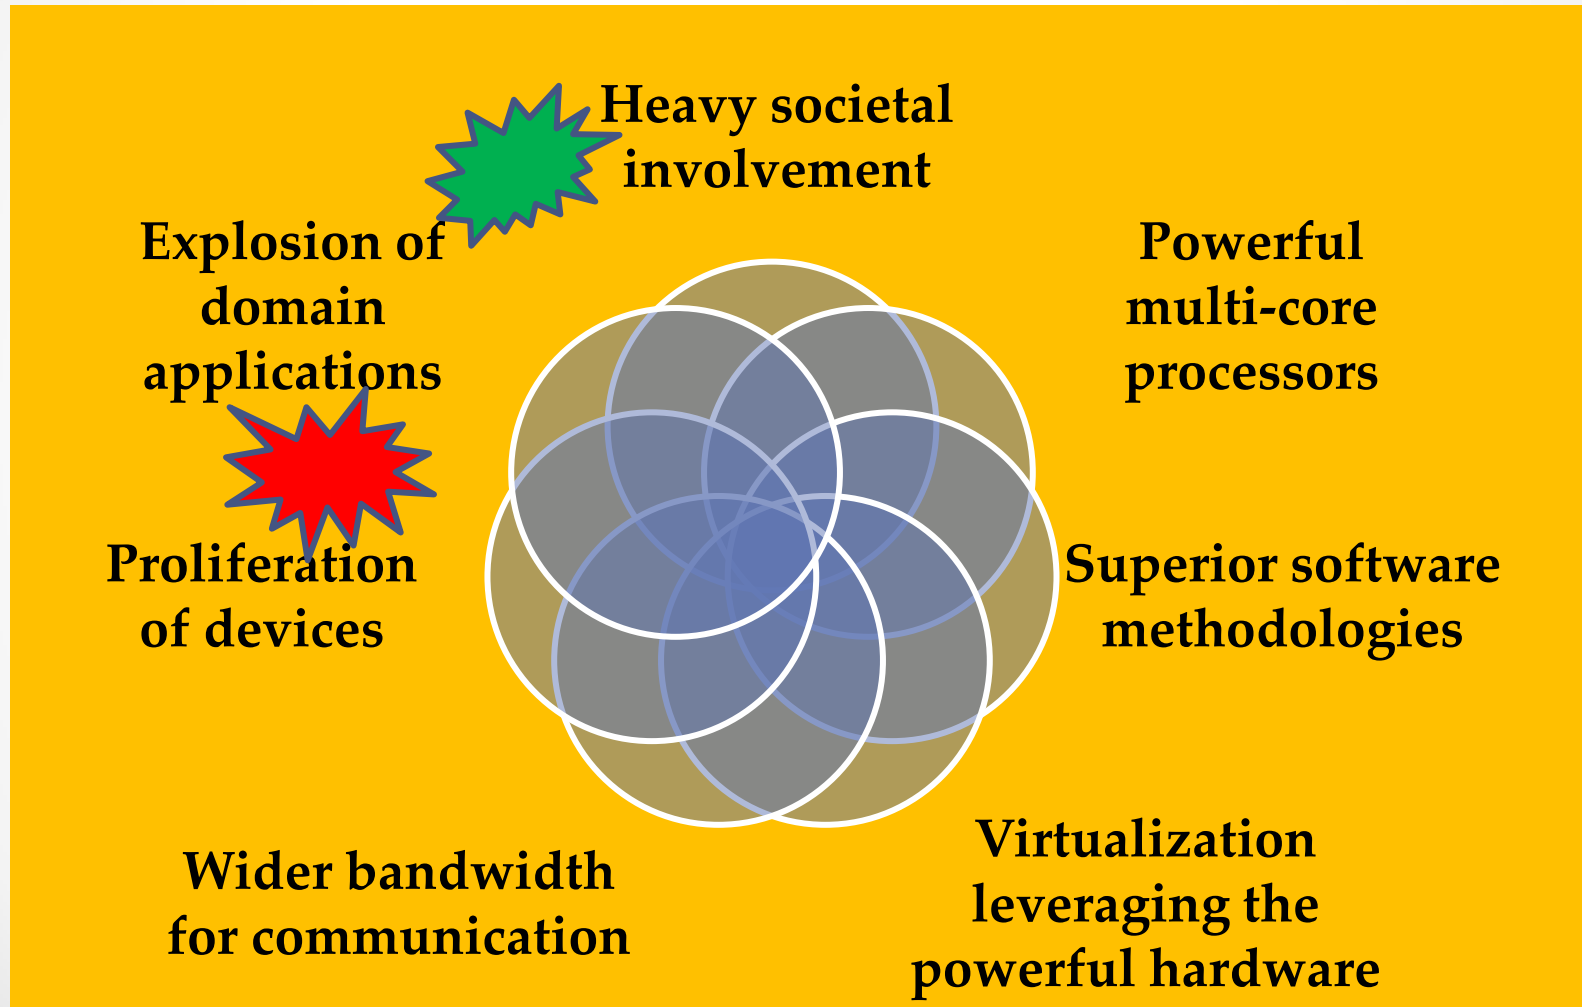 Heavy societal
involvement
Explosion of
domain
applications
Powerful
multi-core
processors
Proliferation
of devices
Superior software
methodologies
Wider bandwidth
for communication
Virtualization
leveraging the
powerful hardware